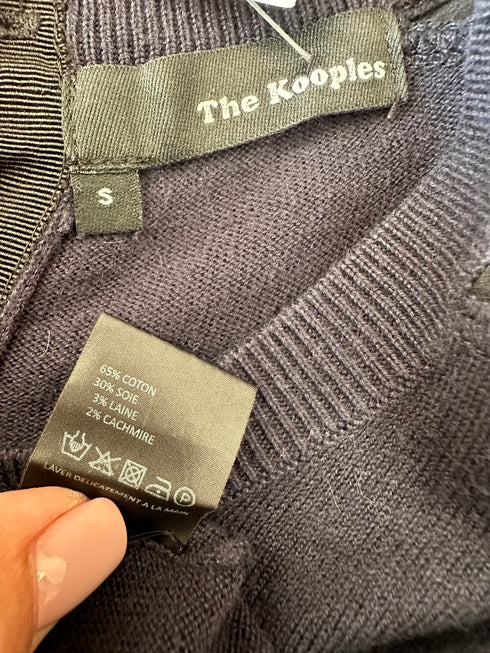 The Kooples
S
65% COTON
30% SOIE
3% LAINE
2% CACHMIRE
P
LAVER DELICATEMENT A LA MAIN